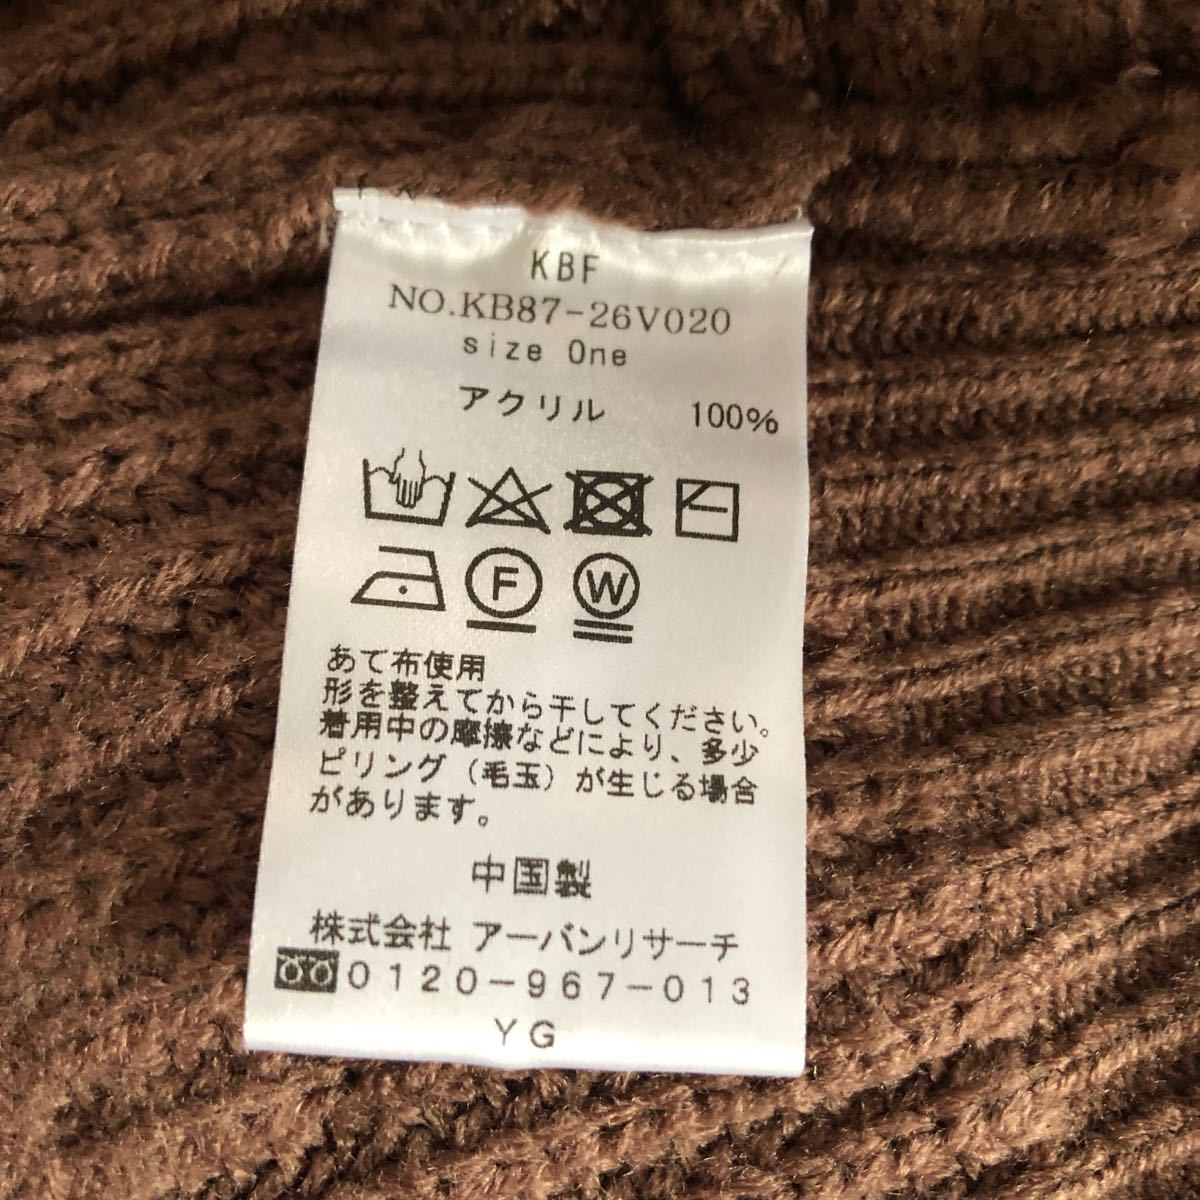 KBF
NO.KB87-26V020
size One
アクリル 100%
F W
あて布使用
形を整えてから干してください。
着用中の摩擦などにより、多少
ピリング（毛玉）が生じる場合
があります。
中国製
株式会社 アーバンリサーチ
0120-967-013
YG